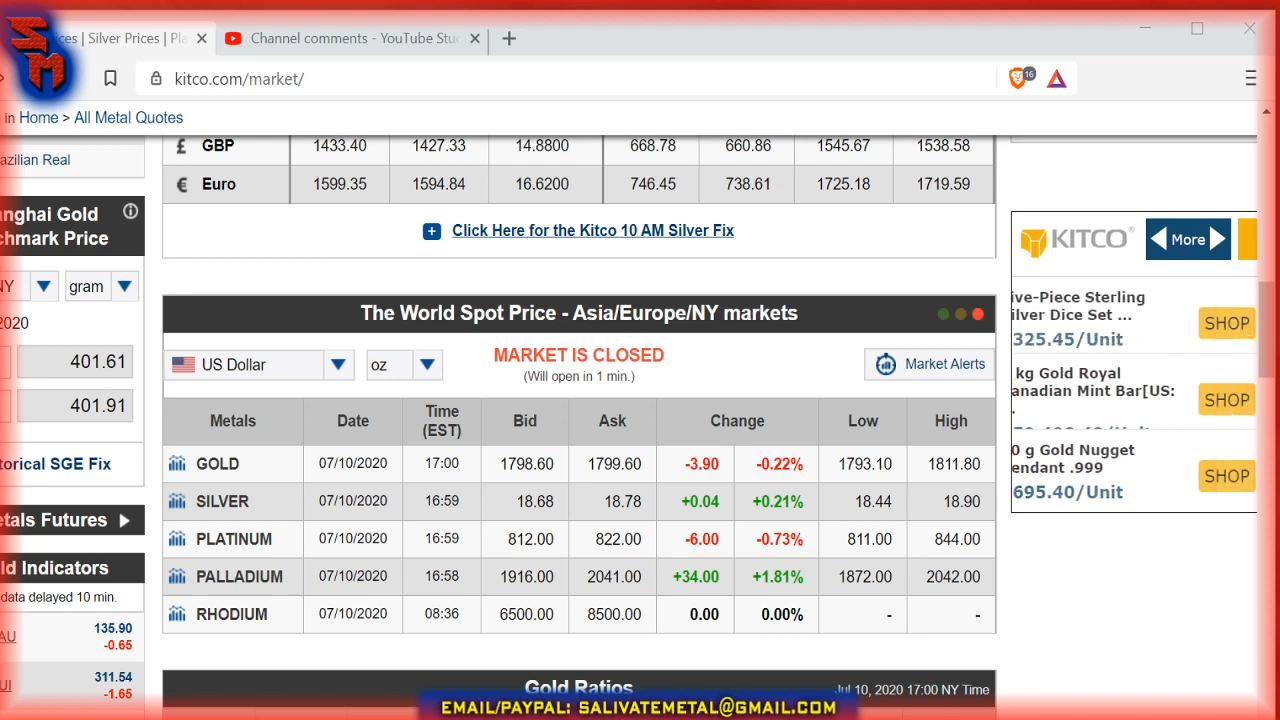 SM
ces | Silver Prices | Pla
Channel comments - YouTube Stu
kitco.com/market/
16
in Home > All Metal Quotes
azilian Real
£ GBP 1433.40 1427.33 14.8800 668.78 660.86 1545.67 1538.58
€ Euro 1599.35 1594.84 16.6200 746.45 738.61 1725.18 1719.59
Click Here for the Kitco 10 AM Silver Fix
anghai Gold
chmark Price
NY gram
2020
401.61
401.91
torical SGE Fix
etals Futures
ld Indicators
data delayed 10 min.
AU 135.90
-0.65
UI 311.54
-1.65
The World Spot Price - Asia/Europe/NY markets
US Dollar oz
MARKET IS CLOSED
(Will open in 1 min.)
Market Alerts
Metals Date Time (EST) Bid Ask Change Low High
GOLD 07/10/2020 17:00 1798.60 1799.60 -3.90 -0.22% 1793.10 1811.80
SILVER 07/10/2020 16:59 18.68 18.78 +0.04 +0.21% 18.44 18.90
PLATINUM 07/10/2020 16:59 812.00 822.00 -6.00 -0.73% 811.00 844.00
PALLADIUM 07/10/2020 16:58 1916.00 2041.00 +34.00 +1.81% 1872.00 2042.00
RHODIUM 07/10/2020 08:36 6500.00 8500.00 0.00 0.00% - -
Gold Ratios
Jul 10, 2020 17:00 NY Time
KITCO®
More
ive-Piece Sterling
ilver Dice Set ...
325.45/Unit
SHOP
kg Gold Royal
anadian Mint Bar[US:
.
SHOP
0 g Gold Nugget
endant .999
695.40/Unit
SHOP
EMAIL/PAYPAL: SALIVATEMETAL@GMAIL.COM